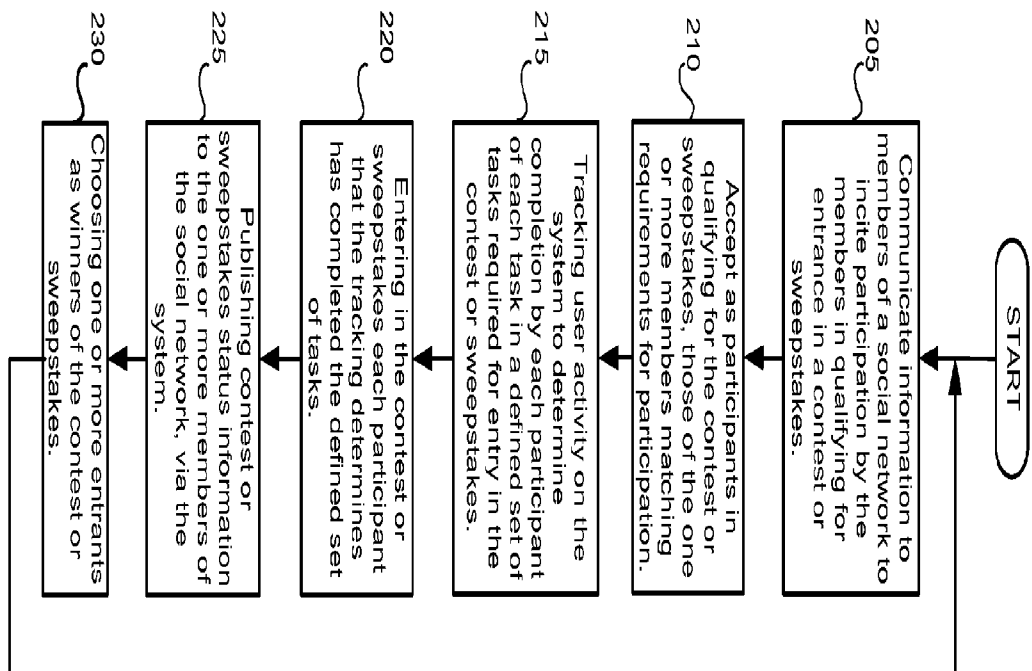 START
205
Communicate information to
members of a social network to
incite participation by the
members in qualifying for
entrance in a contest or
sweepstakes.
210
Accept as participants in
qualifying for the contest or
sweepstakes, those of the one
or more members matching
requirements for participation.
215
Tracking user activity on the
system to determine
completion by each participant
of each task in a defined set of
tasks required for entry in the
contest or sweepstakes.
220
Entering in the contest or
sweepstakes each participant
that the tracking determines
has completed the defined set
of tasks.
225
Publishing contest or
sweepstakes status information
to the one or more members of
the social network, via the
system.
230
Choosing one or more entrants
as winners of the contest or
sweepstakes.